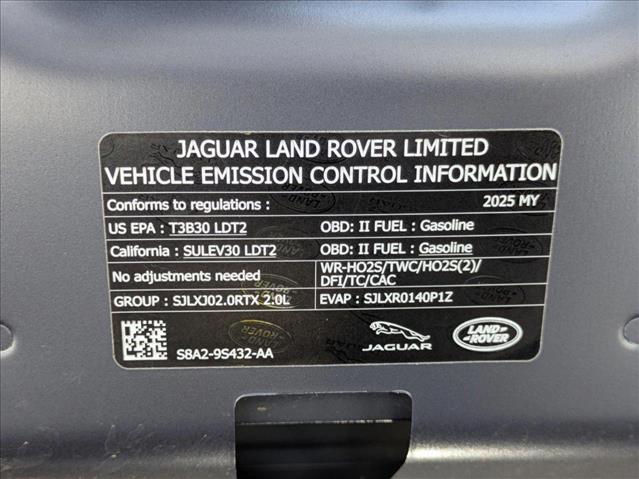 JAGUAR LAND ROVER LIMITED
VEHICLE EMISSION CONTROL INFORMATION
Conforms to regulations : 2025 MY
US EPA : T3B30 LDT2 OBD: II FUEL : Gasoline
California : SULEV30 LDT2 OBD: II FUEL : Gasoline
No adjustments needed WR-HO2S/TWC/HO2S(2)/
DFI/TC/CAC
GROUP : SJLXJ02.0RTX 2.0L EVAP : SJLXR0140P1Z
S8A2-9S432-AA
JAGUAR
LAND-
ROVER